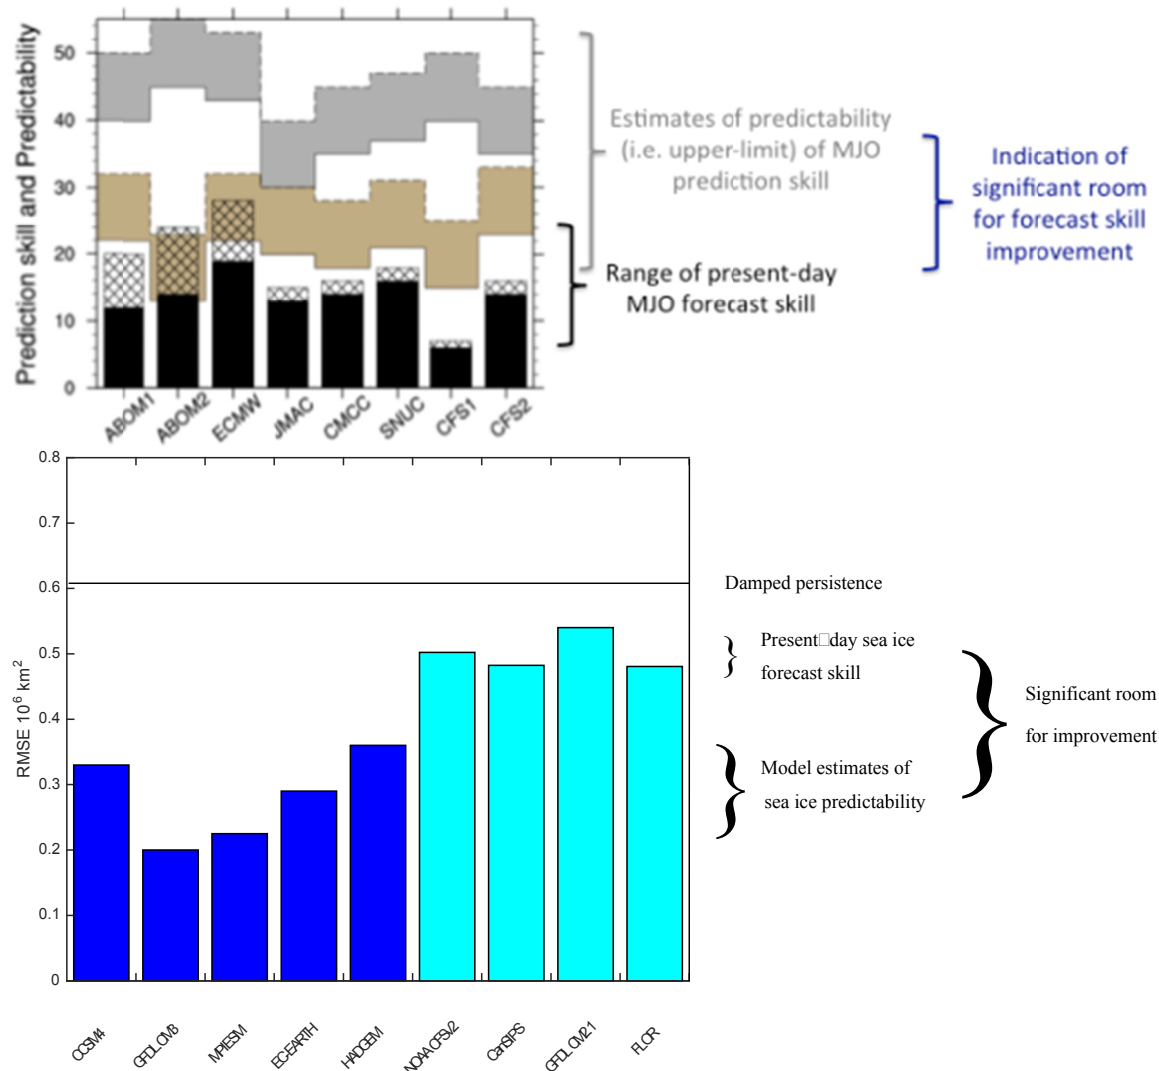 Prediction skill and Predictability
50
40
30
20
10
0
ABOM1
ABOM2
ECMW
JMAC
CMCC
SNUC
CFS1
CFS2
Estimates of predictability
(i.e. upper-limit) of MJO
prediction skill
Range of present-day
MJO forecast skill
Indication of
significant room
for forecast skill
improvement
RMSE 10⁶ km²
0.8
0.7
0.6
0.5
0.4
0.3
0.2
0.1
0
CCSM4
GFDL CM3
MPIESM
EC-EARTH
HADGEM
NOAA CFSV2
CanSIPS
GFDL CM2.1
FLOR
Damped persistence
Present□day sea ice
forecast skill
Model estimates of
sea ice predictability
Significant room
for improvement